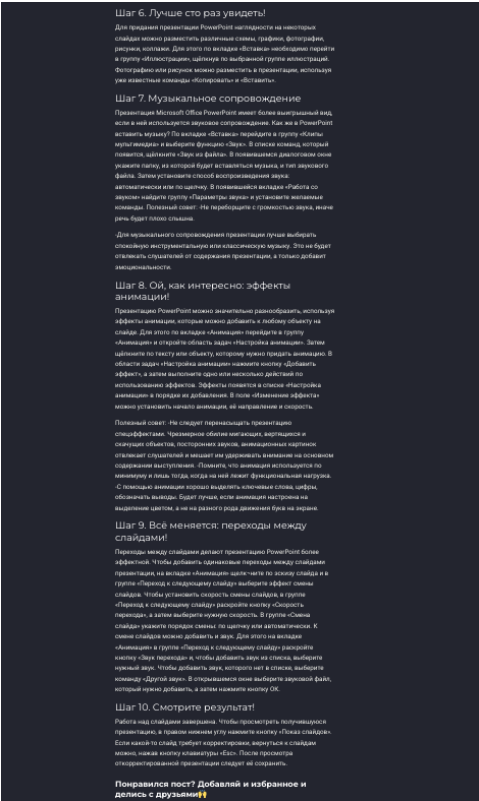 Шаг 6. Лучше сто раз увидеть!
Для придания презентации PowerPoint наглядности на некоторых
слайдах можно разместить различные схемы, графики, фотографии,
рисунки, коллажи. Для этого по вкладке «Вставка» необходимо перейти
в группу «Иллюстрации», щёлкнув по выбранной группе иллюстраций.
Фотографию или рисунок можно разместить в презентации, используя
уже известные команды «Копировать» и «Вставить».
Шаг 7. Музыкальное сопровождение
Презентация Microsoft Office PowerPoint имеет более выигрышный вид,
если в ней используется звуковое сопровождение. Как же в PowerPoint
вставить музыку? По вкладке «Вставка» перейдите в группу «Клипы
мультимедиа» и выберите функцию «Звук». В списке команд, который
появится, щёлкните «Звук из файла». В появившемся диалоговом окне
укажите папку, из которой будет вставляться музыка, и тип звукового
файла. Затем установите способ воспроизведения звука:
автоматически или по щелчку. В появившейся вкладке «Работа со
звуком» найдите группу «Параметры звука» и установите желаемые
команды. Полезный совет: -Не переборщите с громкостью звука, иначе
речь будет плохо слышна.
-Для музыкального сопровождения презентации лучше выбирать
спокойную инструментальную или классическую музыку. Это не будет
отвлекать слушателей от содержания презентации, а только добавит
эмоциональности.
Шаг 8. Ой, как интересно: эффекты
анимации!
Презентацию PowerPoint можно значительно разнообразить, используя
эффекты анимации, которые можно добавить к любому объекту на
слайде. Для этого по вкладке «Анимация» перейдите в группу
«Анимация» и откройте область задач «Настройка анимации». Затем
щёлкните по тексту или объекту, которому нужно придать анимацию. В
области задач «Настройка анимации» нажмите кнопку «Добавить
эффект», а затем выполните одно или несколько действий по
использованию эффектов. Эффекты появятся в списке «Настройка
анимации» в порядке их добавления. В поле «Изменение эффекта»
можно установить начало анимации, её направление и скорость.
Полезный совет: -Не следует перенасыщать презентацию
спецэффектами. Чрезмерное обилие мигающих, вертящихся и
скачущих объектов, посторонних звуков, анимационных картинок
отвлекает слушателей и мешает им удерживать внимание на основном
содержании выступления. -Помните, что анимация используется по
минимуму и лишь тогда, когда на ней лежит функциональная нагрузка.
-С помощью анимации хорошо выделять ключевые слова, цифры,
обозначать выводы. Будет лучше, если анимация настроена на
выделение цветом, а не на разного рода движения букв на экране.
Шаг 9. Всё меняется: переходы между
слайдами!
Переходы между слайдами делают презентацию PowerPoint более
эффектной. Чтобы добавить одинаковые переходы между слайдами
презентации, на вкладке «Анимация» щелк¬ните по эскизу слайда и в
группе «Переход к следующему слайду» выберите эффект смены
слайдов. Чтобы установить скорость смены слайдов, в группе
«Переход к следующему слайду» раскройте кнопку «Скорость
перехода», а затем выберите нужную скорость. В группе «Смена
слайда» укажите порядок смены: по щелчку или автоматически. К
смене слайдов можно добавить и звук. Для этого на вкладке
«Анимация» в группе «Переход к следующему слайду» раскройте
кнопку «Звук перехода» и, чтобы добавить звук из списка, выберите
нужный звук. Чтобы добавить звук, которого нет в списке, выберите
команду «Другой звук». В открывшемся окне выберите звуковой файл,
который нужно добавить, а затем нажмите кнопку ОК.
Шаг 10. Смотрите результат!
Работа над слайдами завершена. Чтобы просмотреть получившуюся
презентацию, в правом нижнем углу нажмите кнопку «Показ слайдов».
Если какой-то слайд требует корректировки, вернуться к слайдам
можно, нажав кнопку клавиатуры «Esc». После просмотра
откорректированной презентации следует её сохранить.
Понравился пост? Добавляй и избранное и
делись с друзьями🙌